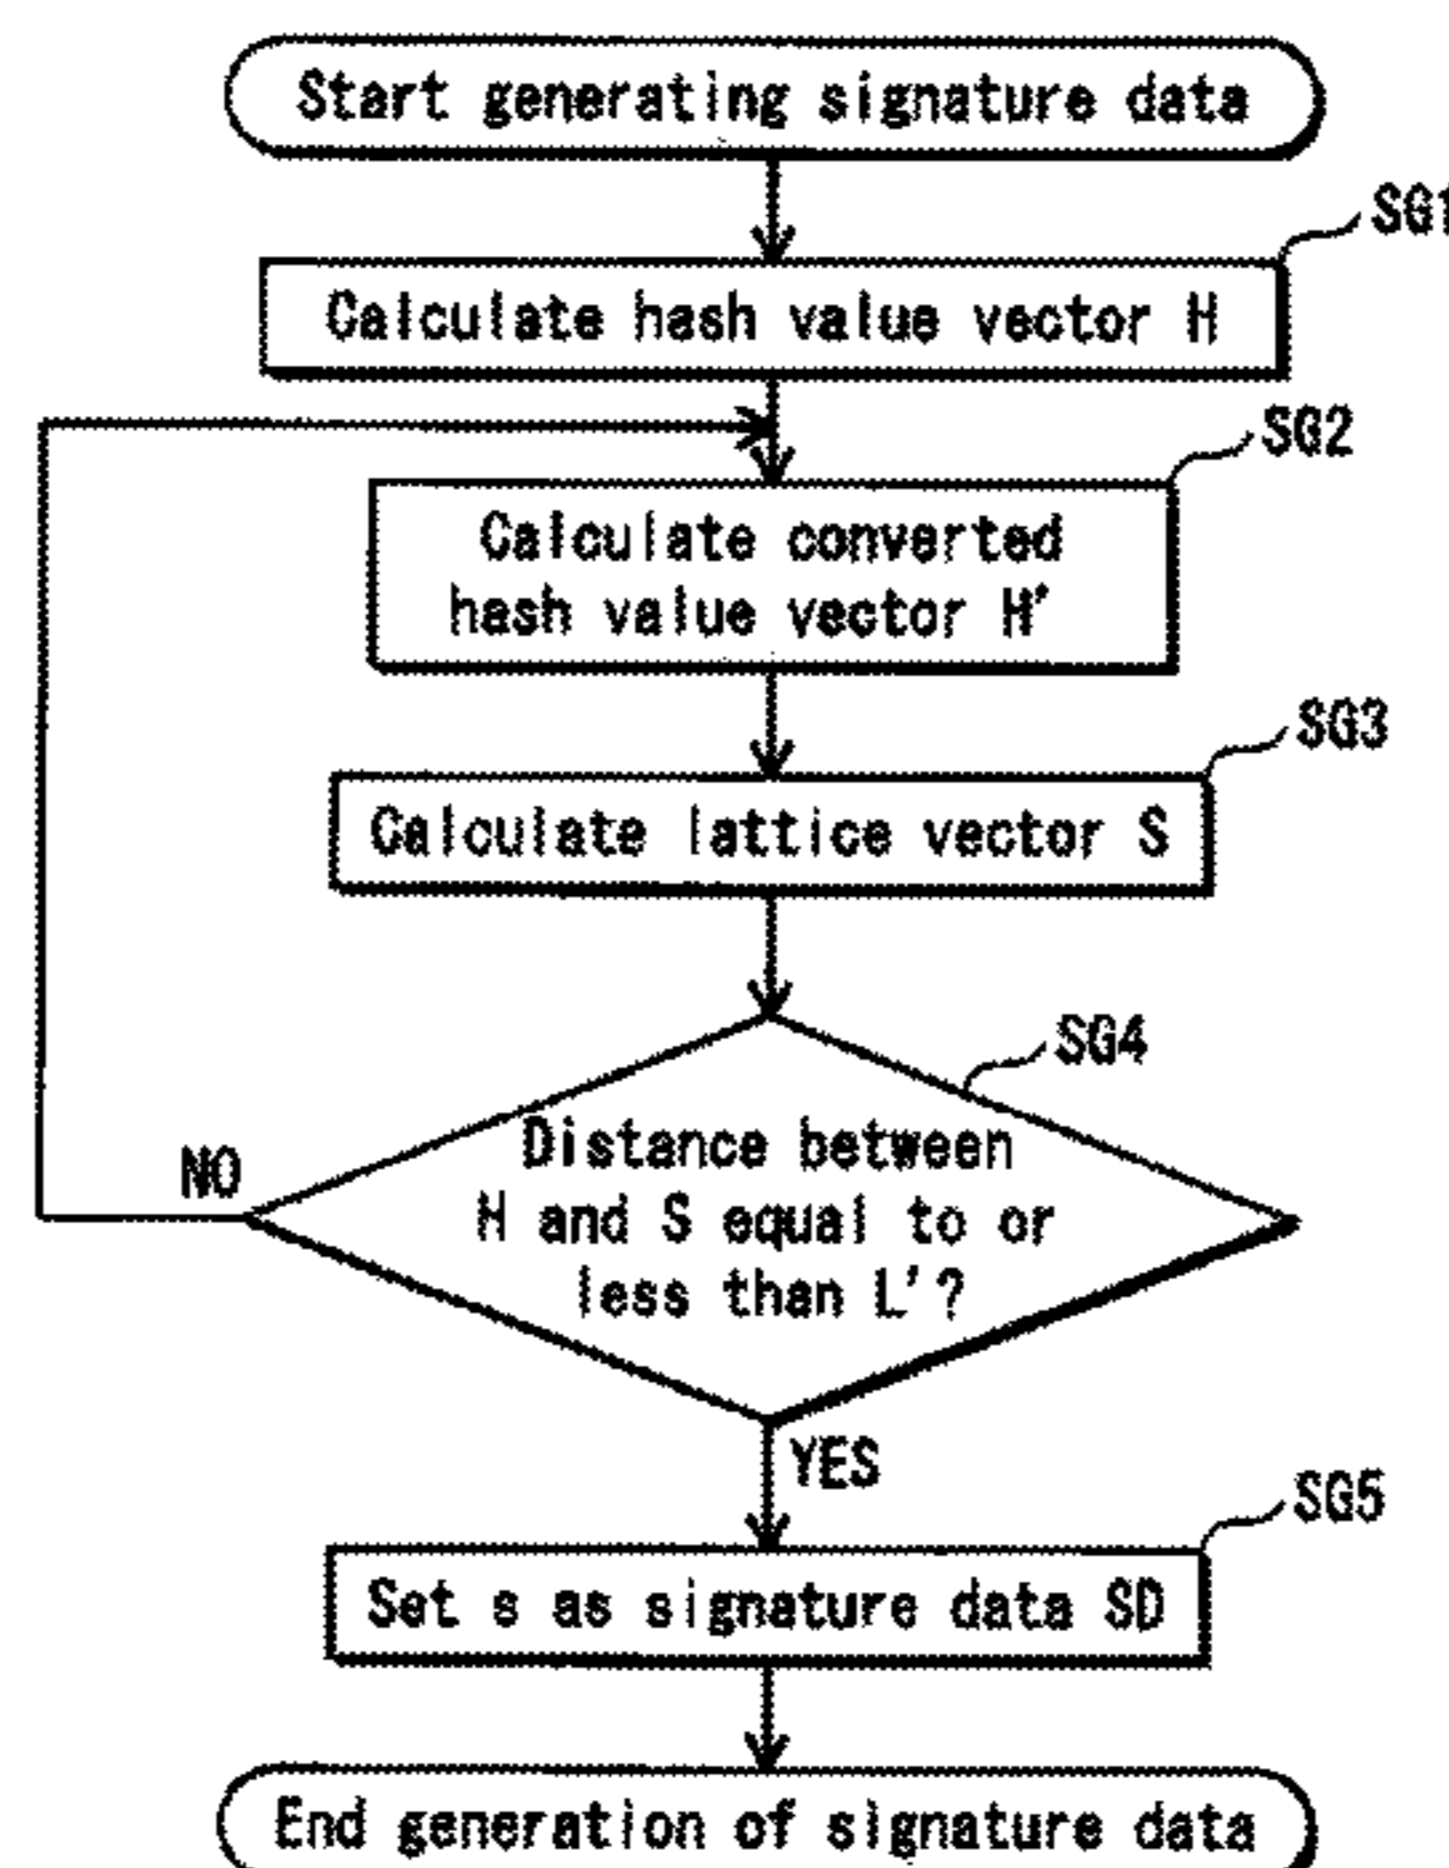 Start generating signature data
SG1
Calculate hash value vector H
SG2
Calculate converted
hash value vector H'
SG3
Calculate lattice vector S
SG4
Distance between
H and S equal to or
less than L'?
NO
YES
SG5
Set s as signature data SD
End generation of signature data